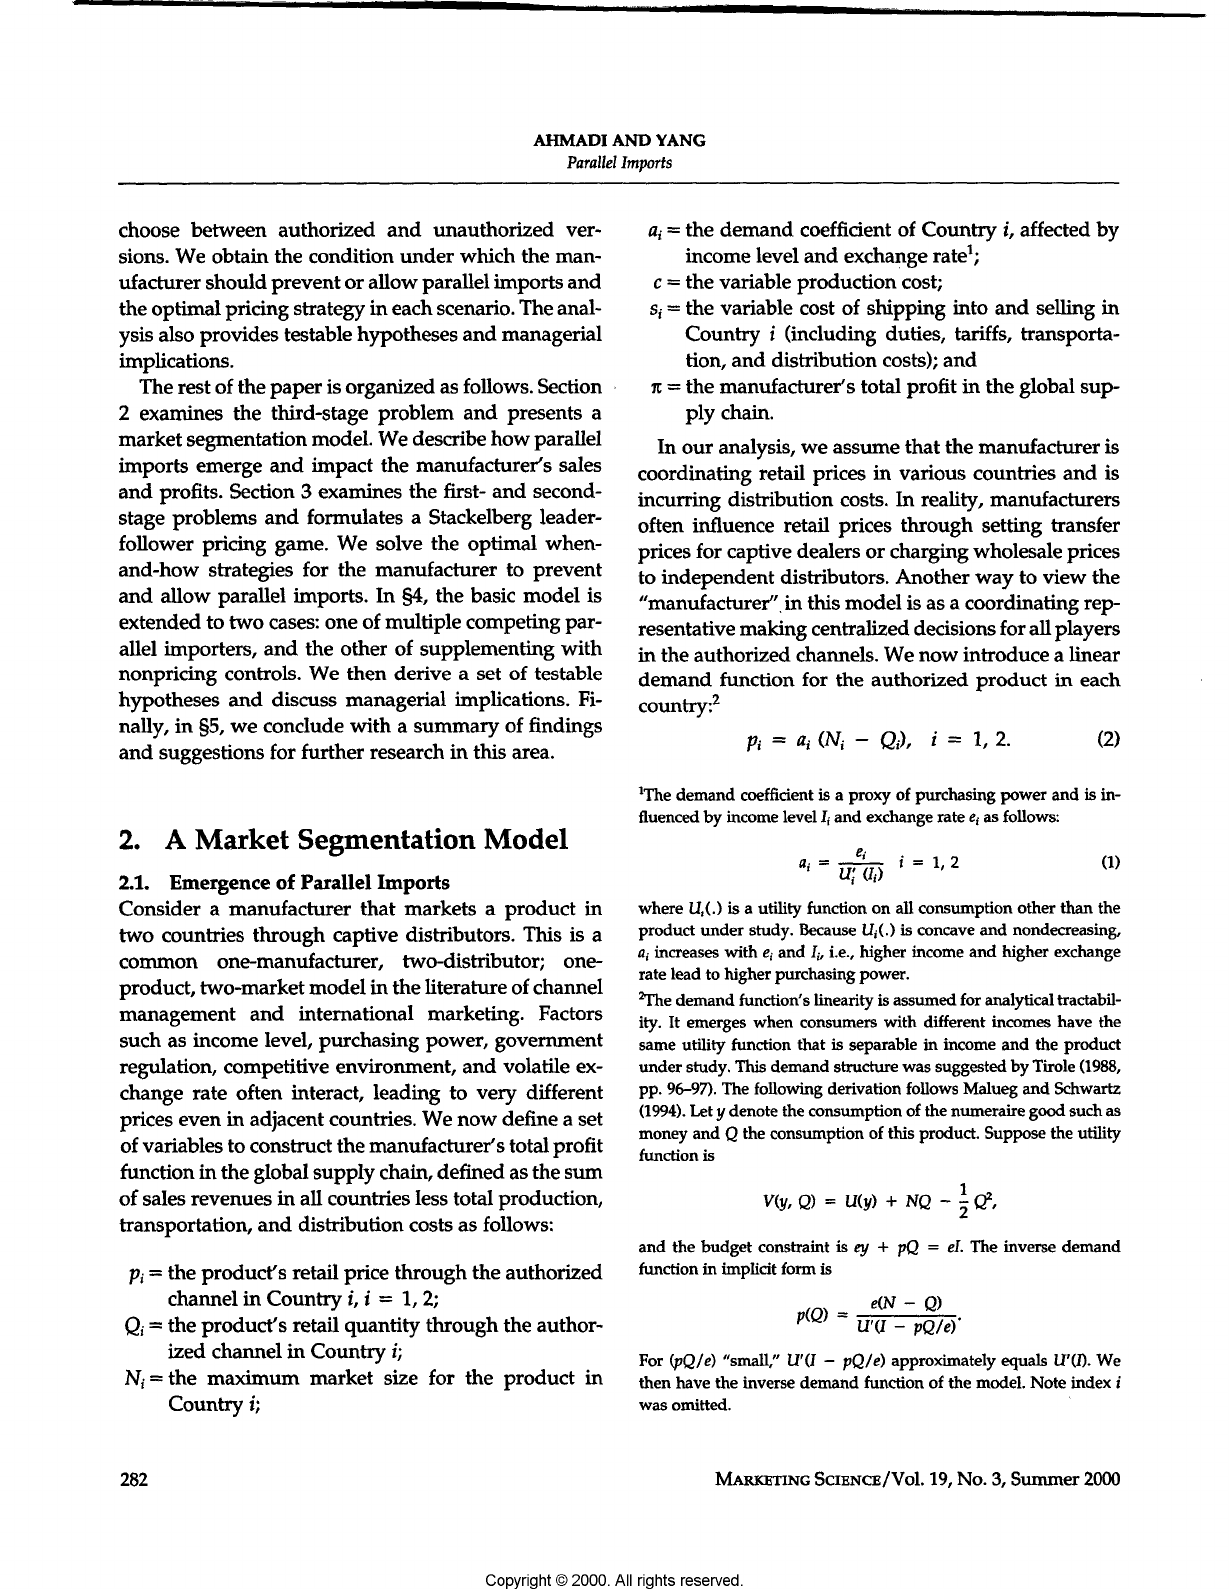 AHMADI AND YANG
Parallel Imports
choose between authorized and unauthorized ver-
sions. We obtain the condition under which the man-
ufacturer should prevent or allow parallel imports and
the optimal pricing strategy in each scenario. The anal-
ysis also provides testable hypotheses and managerial
implications.
The rest of the paper is organized as follows. Section
2 examines the third-stage problem and presents a
market segmentation model. We describe how parallel
imports emerge and impact the manufacturer's sales
and profits. Section 3 examines the first- and second-
stage problems and formulates a Stackelberg leader-
follower pricing game. We solve the optimal when-
and-how strategies for the manufacturer to prevent
and allow parallel imports. In §4, the basic model is
extended to two cases: one of multiple competing par-
allel importers, and the other of supplementing with
nonpricing controls. We then derive a set of testable
hypotheses and discuss managerial implications. Fi-
nally, in §5, we conclude with a summary of findings
and suggestions for further research in this area.
2. A Market Segmentation Model
2.1. Emergence of Parallel Imports
Consider a manufacturer that markets a product in
two countries through captive distributors. This is a
common one-manufacturer, two-distributor; one-
product, two-market model in the literature of channel
management and international marketing. Factors
such as income level, purchasing power, government
regulation, competitive environment, and volatile ex-
change rate often interact, leading to very different
prices even in adjacent countries. We now define a set
of variables to construct the manufacturer's total profit
function in the global supply chain, defined as the sum
of sales revenues in all countries less total production,
transportation, and distribution costs as follows:
p_i = the product's retail price through the authorized
channel in Country i, i = 1, 2;
Q_i = the product's retail quantity through the author-
ized channel in Country i;
N_i = the maximum market size for the product in
Country i;
a_i = the demand coefficient of Country i, affected by
income level and exchange rate¹;
c = the variable production cost;
s_i = the variable cost of shipping into and selling in
Country i (including duties, tariffs, transporta-
tion, and distribution costs); and
π = the manufacturer's total profit in the global sup-
ply chain.
In our analysis, we assume that the manufacturer is
coordinating retail prices in various countries and is
incurring distribution costs. In reality, manufacturers
often influence retail prices through setting transfer
prices for captive dealers or charging wholesale prices
to independent distributors. Another way to view the
"manufacturer" in this model is as a coordinating rep-
resentative making centralized decisions for all players
in the authorized channels. We now introduce a linear
demand function for the authorized product in each
country:²
p_i = a_i (N_i − Q_i), i = 1, 2. (2)
¹The demand coefficient is a proxy of purchasing power and is in-
fluenced by income level I_i and exchange rate e_i as follows:
a_i = e_i / U'_i (I_i) i = 1, 2 (1)
where U_i(.) is a utility function on all consumption other than the
product under study. Because U_i(.) is concave and nondecreasing,
a_i increases with e_i and I_i, i.e., higher income and higher exchange
rate lead to higher purchasing power.
²The demand function's linearity is assumed for analytical tractabil-
ity. It emerges when consumers with different incomes have the
same utility function that is separable in income and the product
under study. This demand structure was suggested by Tirole (1988,
pp. 96–97). The following derivation follows Malueg and Schwartz
(1994). Let y denote the consumption of the numeraire good such as
money and Q the consumption of this product. Suppose the utility
function is
V(y, Q) = U(y) + NQ − 1/2 Q²,
and the budget constraint is ey + pQ = eI. The inverse demand
function in implicit form is
p(Q) = e(N − Q) / U'(I − pQ/e).
For (pQ/e) "small," U'(I − pQ/e) approximately equals U'(I). We
then have the inverse demand function of the model. Note index i
was omitted.
282
MARKETING SCIENCE/Vol. 19, No. 3, Summer 2000
Copyright © 2000. All rights reserved.